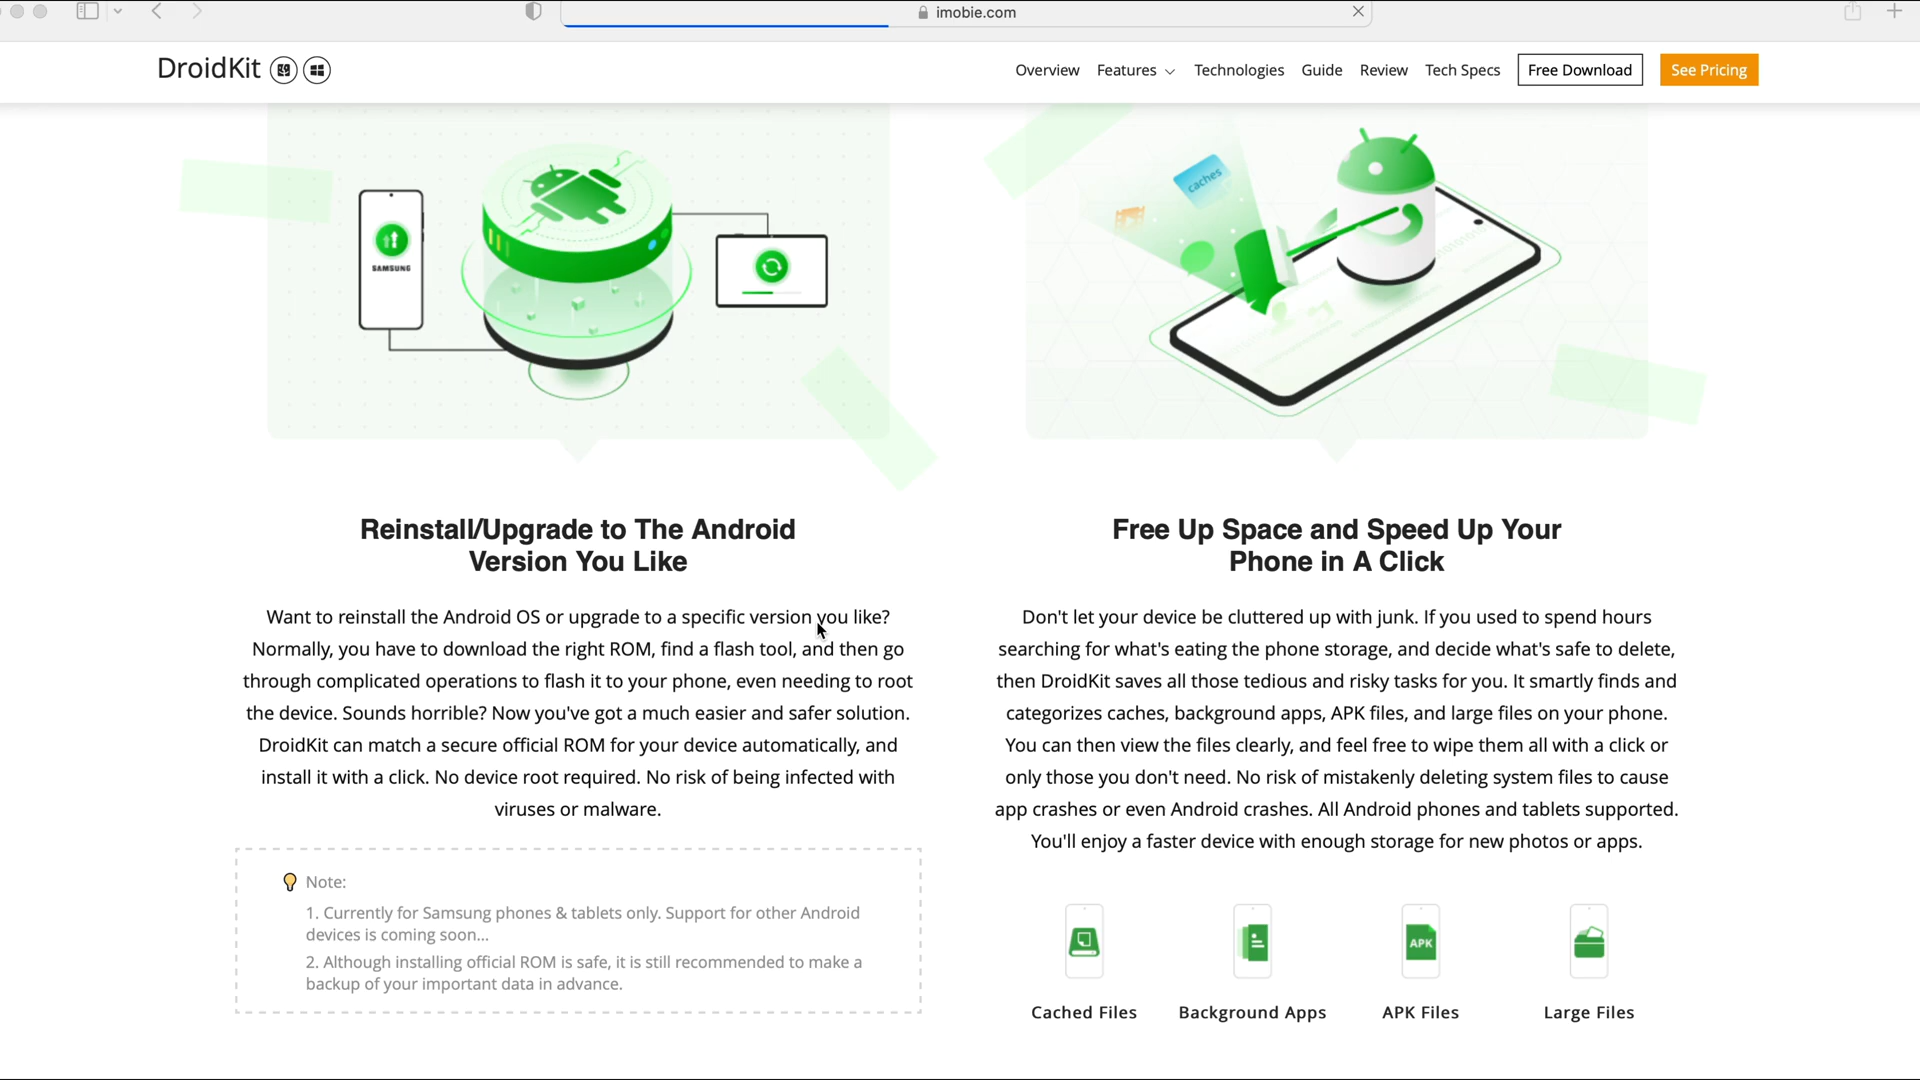 imobie.com
DroidKit
Overview Features Technologies Guide Review Tech Specs Free Download See Pricing
SAMSUNG
caches
Reinstall/Upgrade to The Android
Version You Like
Want to reinstall the Android OS or upgrade to a specific version you like?
Normally, you have to download the right ROM, find a flash tool, and then go
through complicated operations to flash it to your phone, even needing to root
the device. Sounds horrible? Now you've got a much easier and safer solution.
DroidKit can match a secure official ROM for your device automatically, and
install it with a click. No device root required. No risk of being infected with
viruses or malware.
Note:
1. Currently for Samsung phones & tablets only. Support for other Android
devices is coming soon...
2. Although installing official ROM is safe, it is still recommended to make a
backup of your important data in advance.
Free Up Space and Speed Up Your
Phone in A Click
Don't let your device be cluttered up with junk. If you used to spend hours
searching for what's eating the phone storage, and decide what's safe to delete,
then DroidKit saves all those tedious and risky tasks for you. It smartly finds and
categorizes caches, background apps, APK files, and large files on your phone.
You can then view the files clearly, and feel free to wipe them all with a click or
only those you don't need. No risk of mistakenly deleting system files to cause
app crashes or even Android crashes. All Android phones and tablets supported.
You'll enjoy a faster device with enough storage for new photos or apps.
APK
Cached Files Background Apps APK Files Large Files